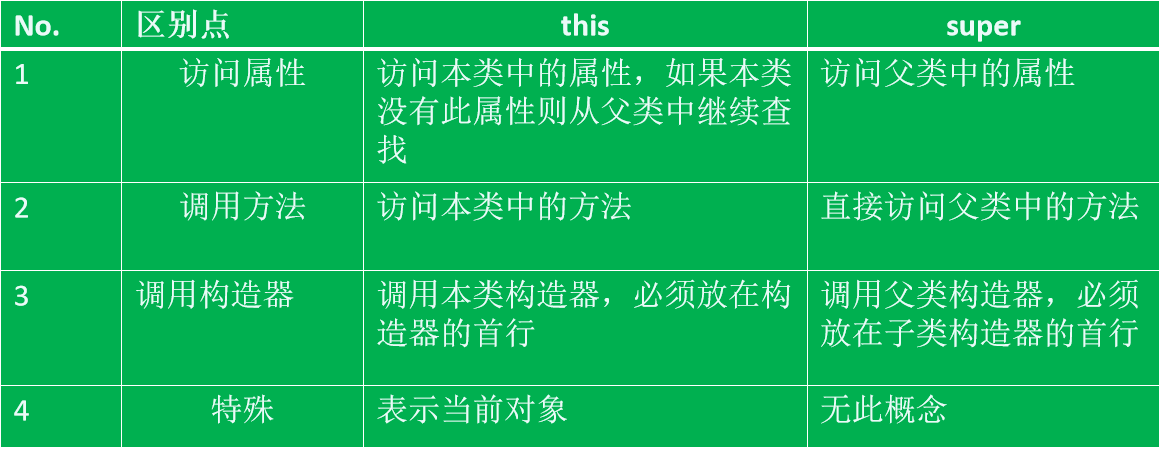 No. 区别点 this super
1 访问属性 访问本类中的属性，如果本类 访问父类中的属性
没有此属性则从父类中继续查
找
2 调用方法 访问本类中的方法 直接访问父类中的方法
3 调用构造器 调用本类构造器，必须放在构 调用父类构造器，必须
造器的首行 放在子类构造器的首行
4 特殊 表示当前对象 无此概念